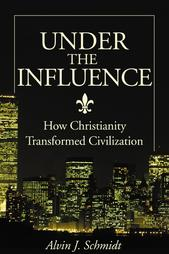 UNDER
THE
INFLUENCE
How Christianity
Transformed Civilization
Alvin J. Schmidt